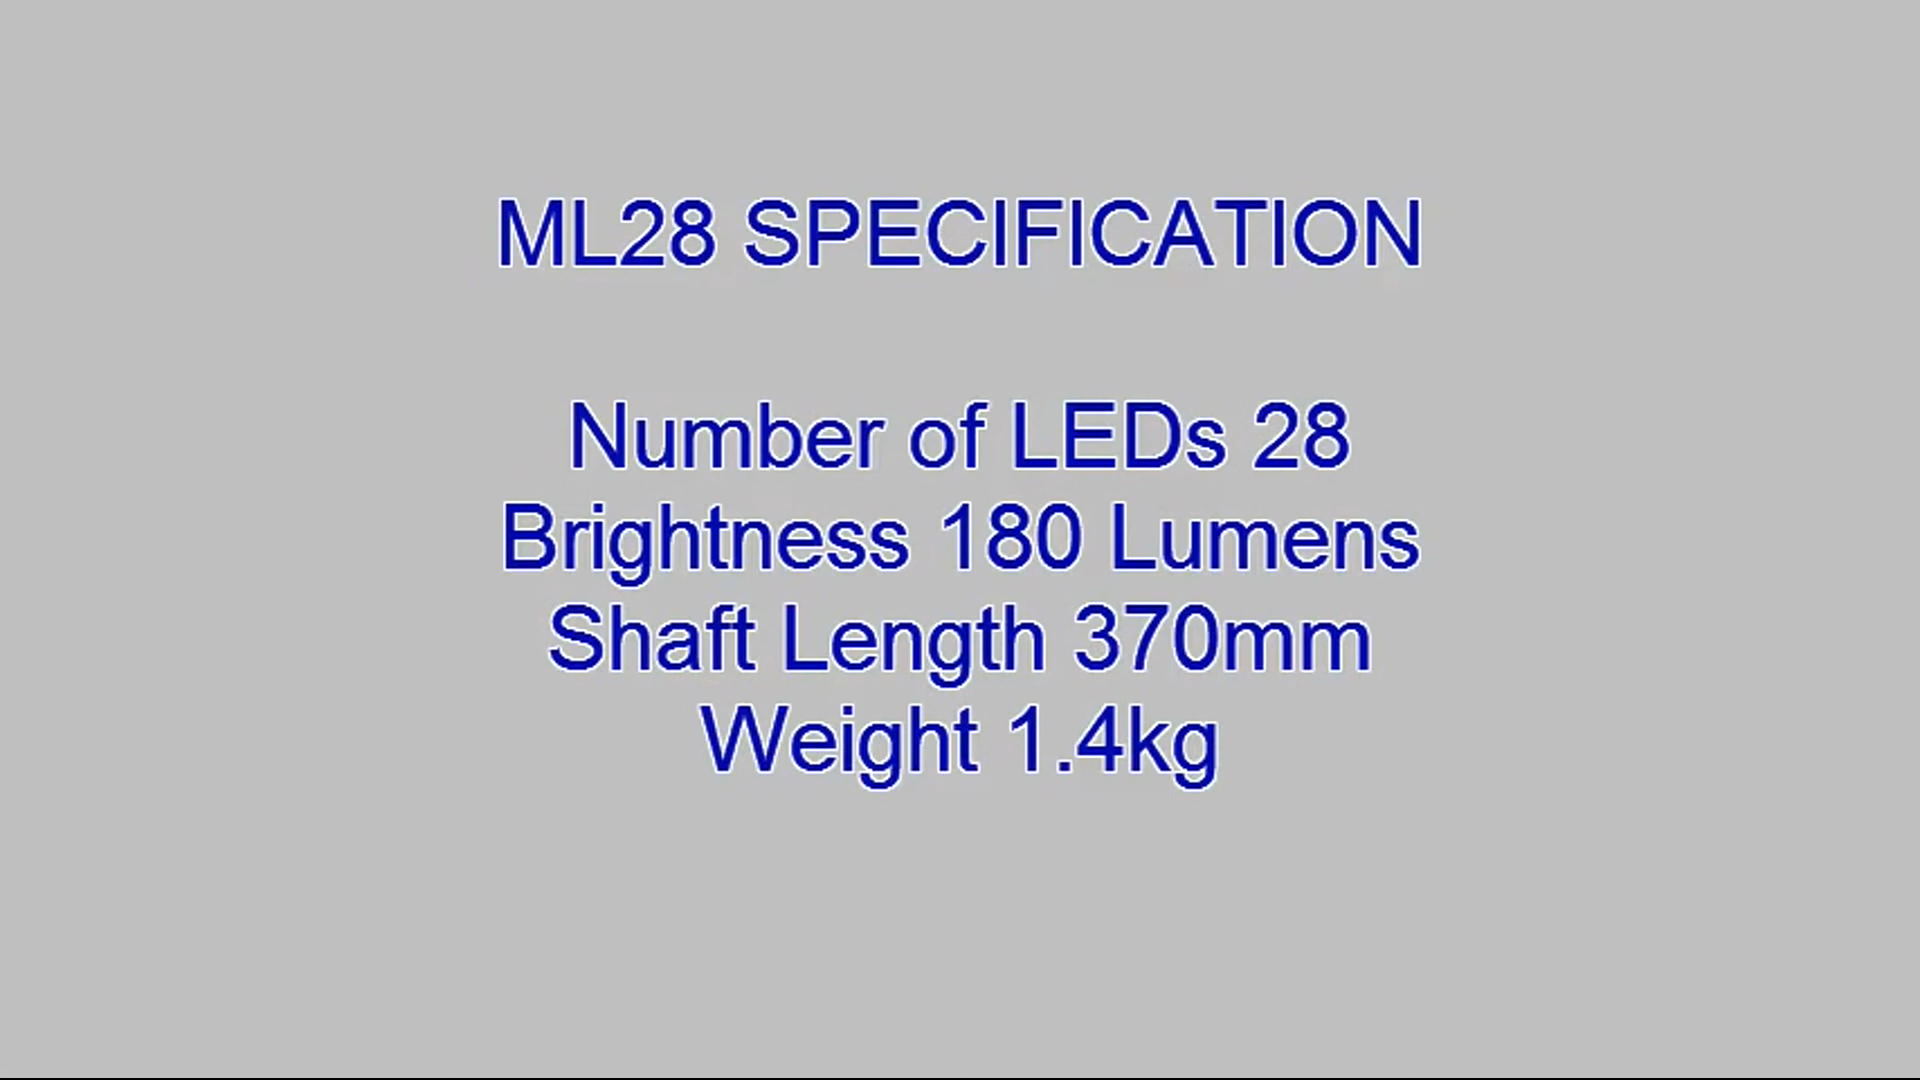 ML28 SPECIFICATION
Number of LEDs 28
Brightness 180 Lumens
Shaft Length 370mm
Weight 1.4kg